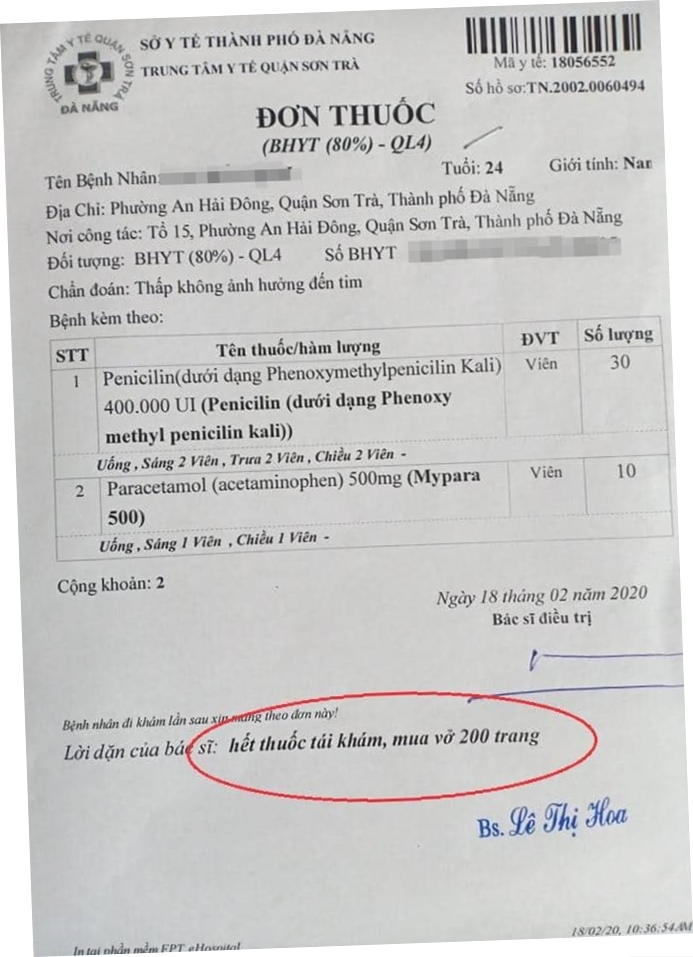 TRUNG TÂM Y TẾ QUẬN SƠN TRÀ
ĐÀ NẴNG
SỞ Y TẾ THÀNH PHỐ ĐÀ NẴNG
TRUNG TÂM Y TẾ QUẬN SƠN TRÀ
Mã y tế: 18056552
Số hồ sơ:TN.2002.0060494
ĐƠN THUỐC
(BHYT (80%) - QL4)
Tên Bệnh Nhân: Tuổi: 24 Giới tính: Nar
Địa Chỉ: Phường An Hải Đông, Quận Sơn Trà, Thành phố Đà Nẵng
Nơi công tác: Tổ 15, Phường An Hải Đông, Quận Sơn Trà, Thành phố Đà Nẵng
Đối tượng: BHYT (80%) - QL4 Số BHYT
Chẩn đoán: Thấp không ảnh hưởng đến tim
Bệnh kèm theo:
STT Tên thuốc/hàm lượng ĐVT Số lượng
1 Penicilin(dưới dạng Phenoxymethylpenicilin Kali) Viên 30
400.000 UI (Penicilin (dưới dạng Phenoxy
methyl penicilin kali))
Uống , Sáng 2 Viên , Trưa 2 Viên , Chiều 2 Viên -
2 Paracetamol (acetaminophen) 500mg (Mypara Viên 10
500)
Uống , Sáng 1 Viên , Chiều 1 Viên -
Cộng khoản: 2
Ngày 18 tháng 02 năm 2020
Bác sĩ điều trị
Bệnh nhân đi khám lần sau xin mang theo đơn này!
Lời dặn của bác sĩ: hết thuốc tái khám, mua vở 200 trang
Bs. Lê Thị Hoa
18/02/20, 10:36:54AM
In tại phần mềm FPT eHospital